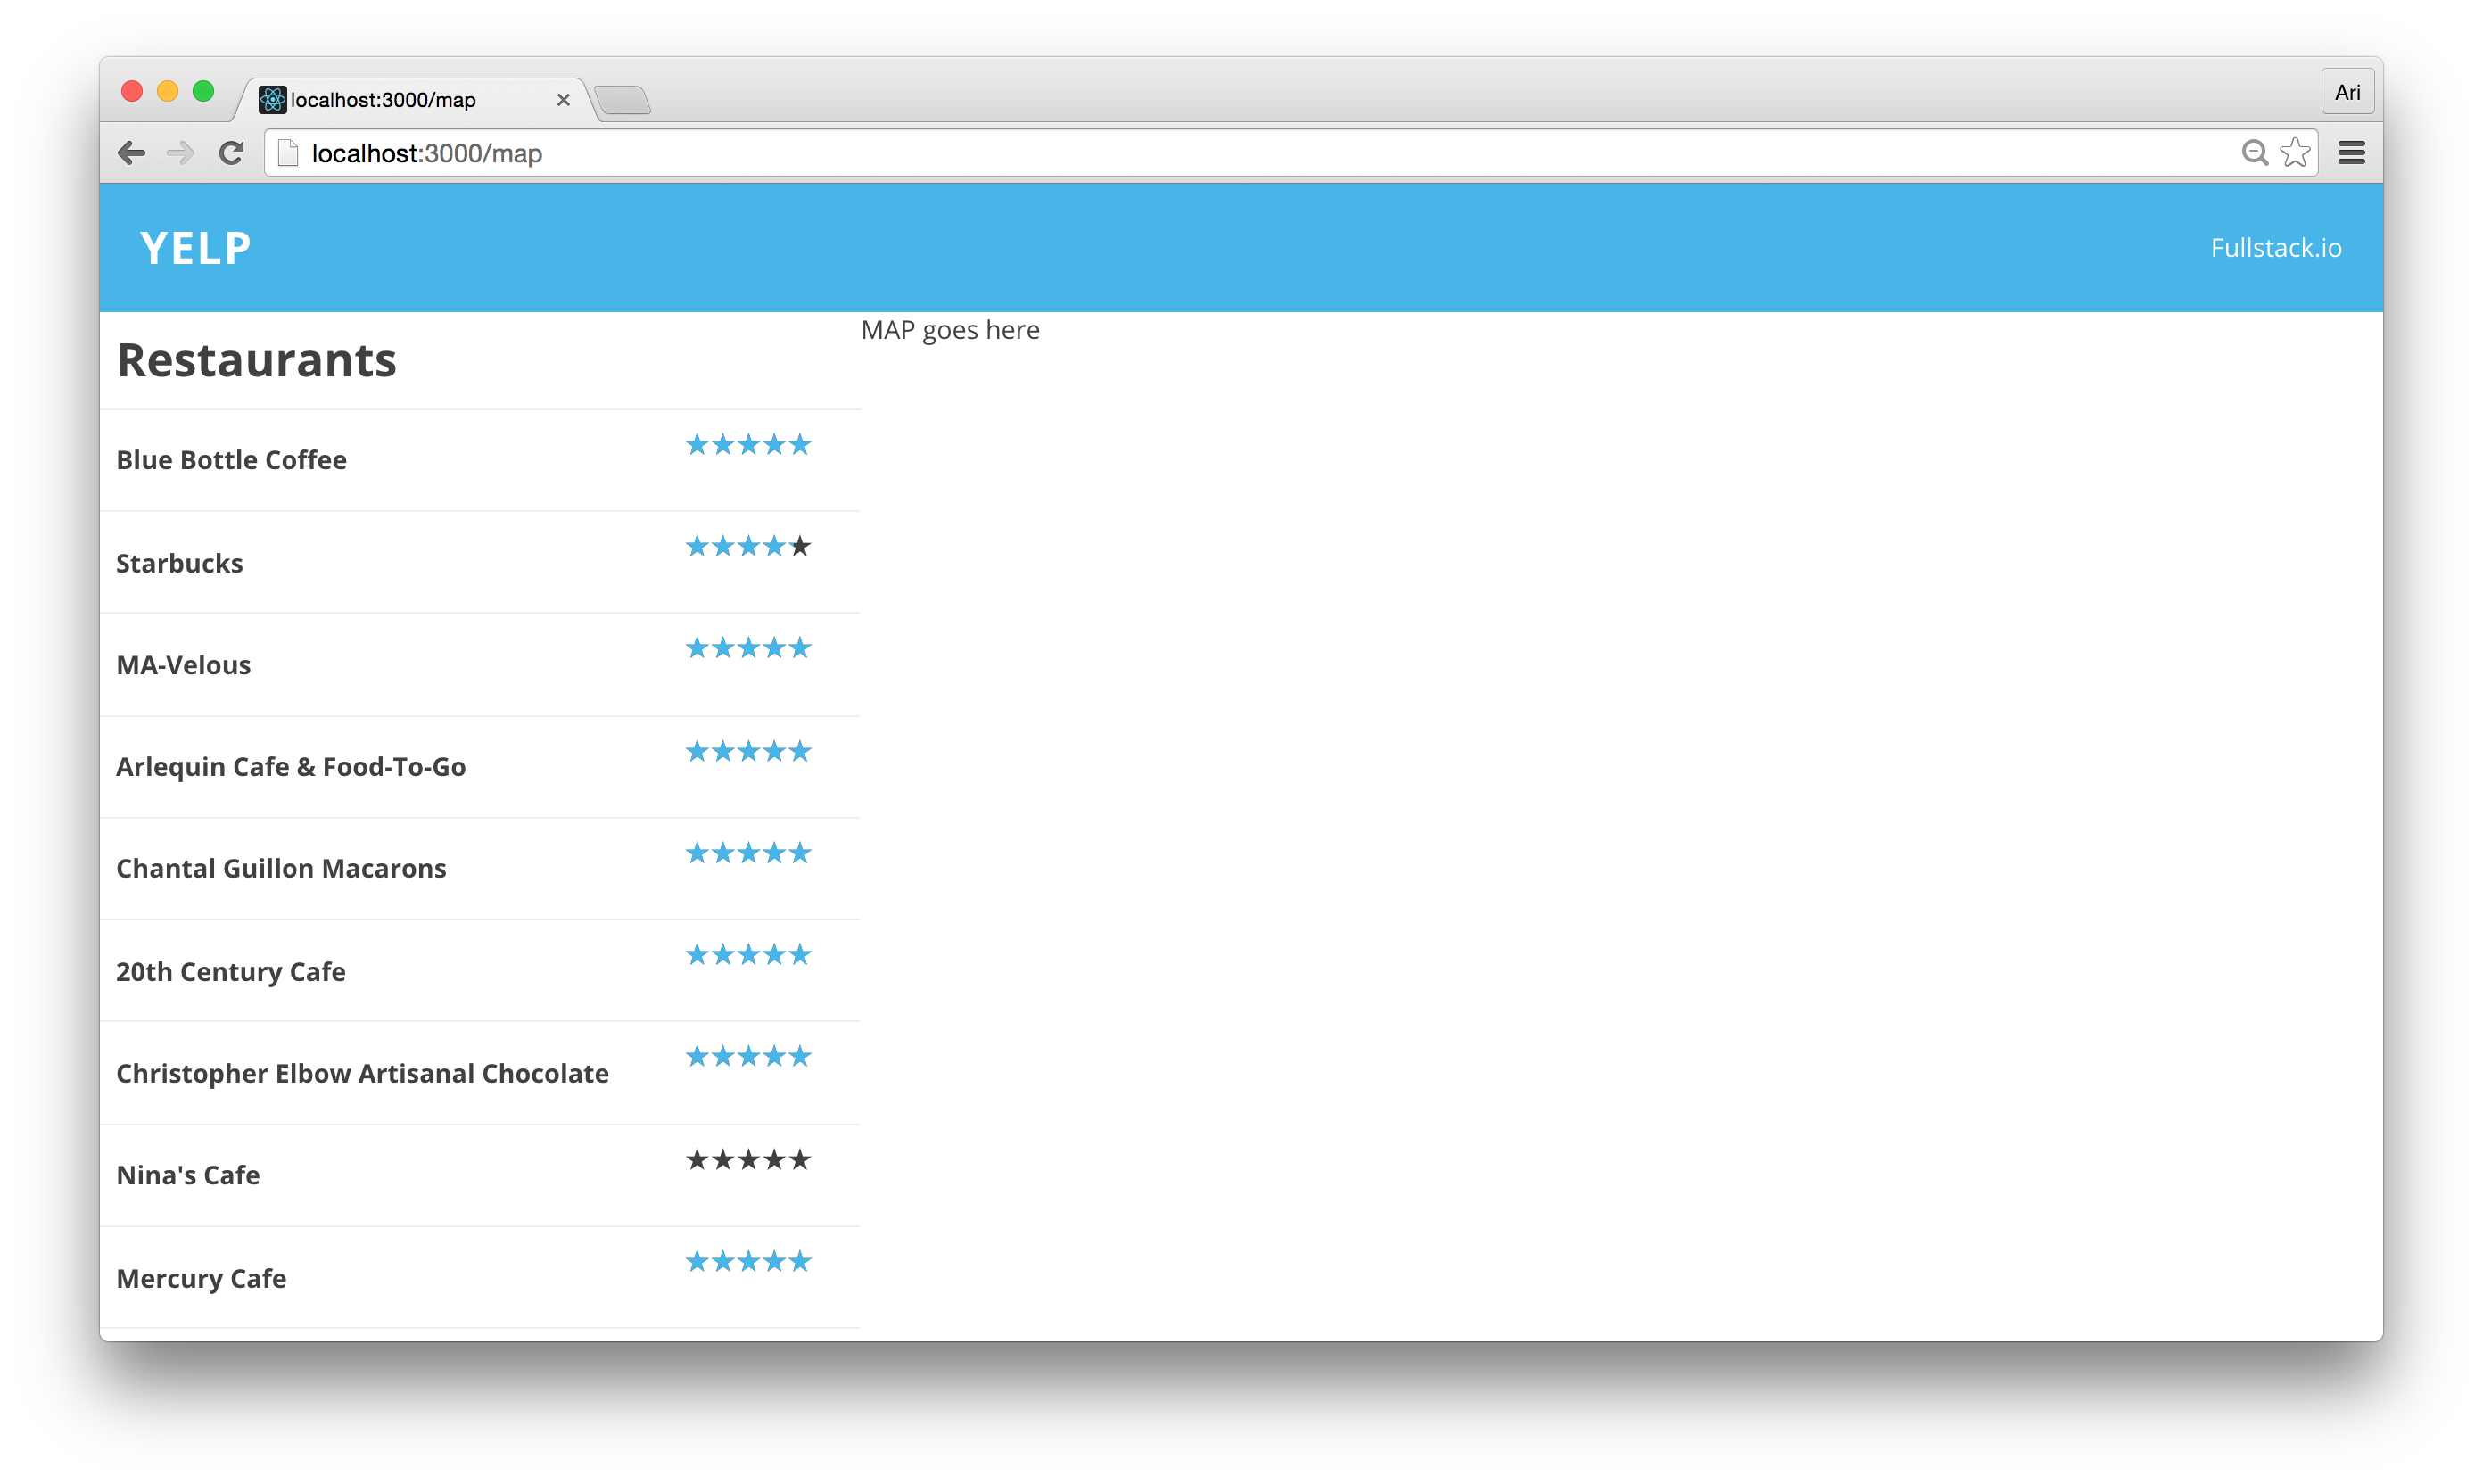 localhost:3000/map
Ari
localhost:3000/map
YELP
Fullstack.io
Restaurants
MAP goes here
Blue Bottle Coffee
Starbucks
MA-Velous
Arlequin Cafe & Food-To-Go
Chantal Guillon Macarons
20th Century Cafe
Christopher Elbow Artisanal Chocolate
Nina's Cafe
Mercury Cafe